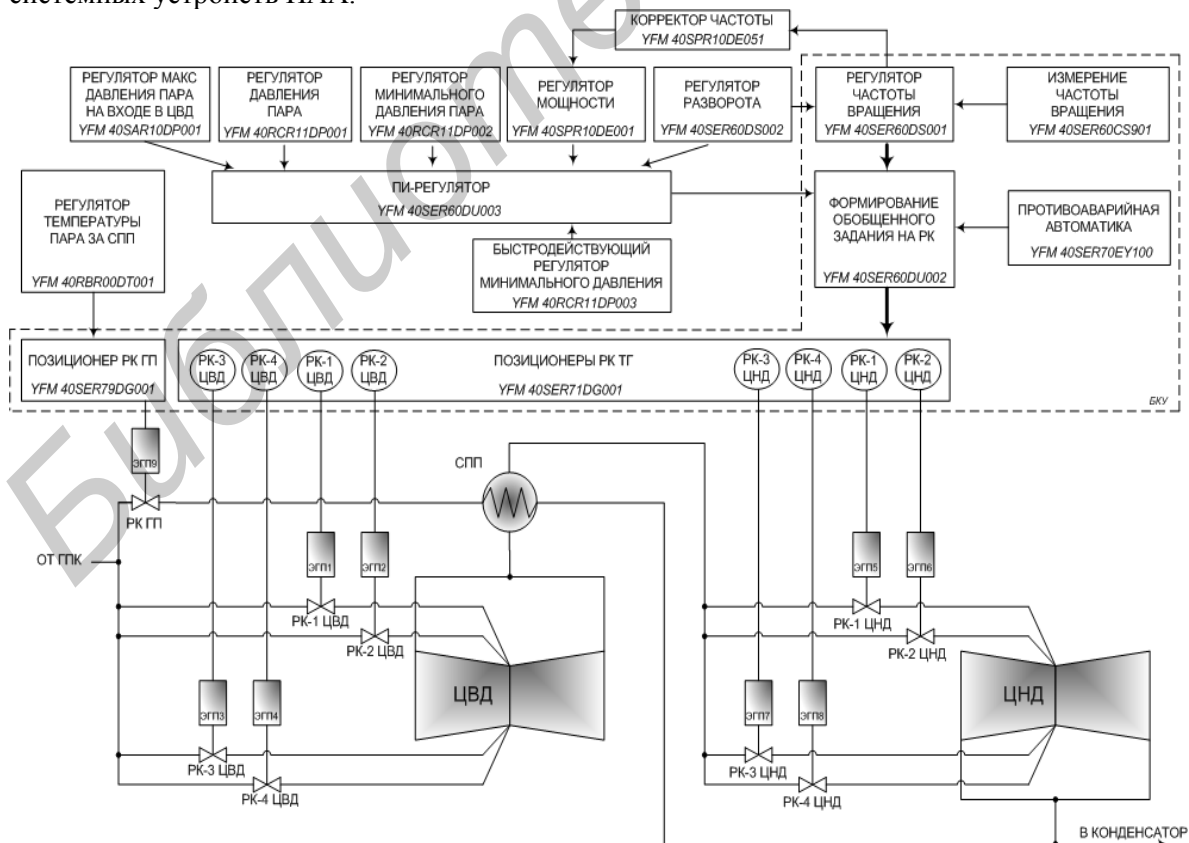 системных устройств ПАА.
КОРРЕКТОР ЧАСТОТЫ
YFM 40SPR10DE051
РЕГУЛЯТОР МАКС
ДАВЛЕНИЯ ПАРА
НА ВХОДЕ В ЦВД
YFM 40SAR10DP001
РЕГУЛЯТОР
ДАВЛЕНИЯ
ПАРА
YFM 40RCR11DP001
РЕГУЛЯТОР
МИНИМАЛЬНОГО
ДАВЛЕНИЯ ПАРА
YFM 40RCR11DP002
РЕГУЛЯТОР
МОЩНОСТИ
YFM 40SPR10DE001
РЕГУЛЯТОР
РАЗВОРОТА
YFM 40SER60DS002
РЕГУЛЯТОР
ЧАСТОТЫ
ВРАЩЕНИЯ
YFM 40SER60DS001
ИЗМЕРЕНИЕ
ЧАСТОТЫ
ВРАЩЕНИЯ
YFM 40SER60CS901
РЕГУЛЯТОР
ТЕМПЕРАТУРЫ
ПАРА ЗА СПП
YFM 40RBR00DT001
ПИ-РЕГУЛЯТОР
YFM 40SER60DU003
ФОРМИРОВАНИЕ
ОБОБЩЕННОГО
ЗАДАНИЯ НА РК
YFM 40SER60DU002
ПРОТИВОАВАРИЙНАЯ
АВТОМАТИКА
YFM 40SER70EY100
БЫСТРОДЕЙСТВУЮЩИЙ
РЕГУЛЯТОР
МИНИМАЛЬНОГО ДАВЛЕНИЯ
YFM 40RCR11DP003
ПОЗИЦИОНЕР РК ГП
YFM 40SER79DG001
РК-3
ЦВД
РК-4
ЦВД
РК-1
ЦВД
РК-2
ЦВД
ПОЗИЦИОНЕРЫ РК ТГ
YFM 40SER71DG001
РК-3
ЦНД
РК-4
ЦНД
РК-1
ЦНД
РК-2
ЦНД
БКУ
ЭГП9
РК ГП
ОТ ГПК
СПП
ЭГП1
ЭГП2
РК-1 ЦВД
РК-2 ЦВД
ЭГП3
ЭГП4
РК-3 ЦВД
РК-4 ЦВД
ЦВД
ЭГП5
ЭГП6
РК-1 ЦНД
РК-2 ЦНД
ЭГП7
ЭГП8
РК-3 ЦНД
РК-4 ЦНД
ЦНД
В КОНДЕНСАТОР
Библиоте